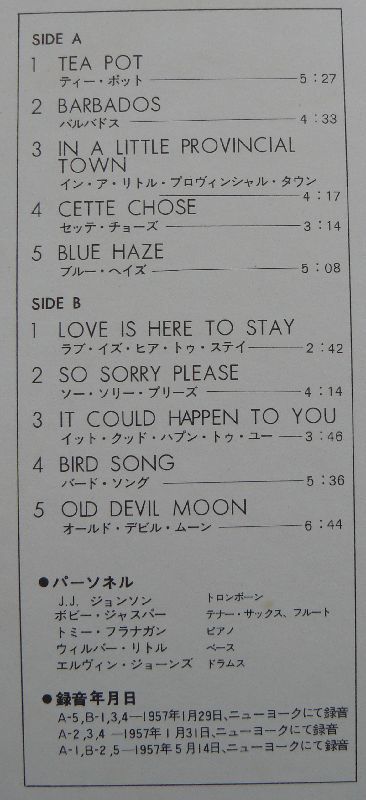 SIDE A
1 TEA POT
ティー・ポット 5:27
2 BARBADOS
バルバドス 4:33
3 IN A LITTLE PROVINCIAL
TOWN
イン・ア・リトル・プロヴィンシャル・タウン
4:17
4 CETTE CHOSE
セッテ・チョーズ 3:14
5 BLUE HAZE
ブルー・ヘイズ 5:08
SIDE B
1 LOVE IS HERE TO STAY
ラブ・イズ・ヒア・トゥ・ステイ 2:42
2 SO SORRY PLEASE
ソー・ソリー・プリーズ 4:14
3 IT COULD HAPPEN TO YOU
イット・クッド・ハプン・トゥ・ユー 3:46
4 BIRD SONG
バード・ソング 5:36
5 OLD DEVIL MOON
オールド・デビル・ムーン 6:44
●パーソネル
J.J. ジョンソン トロンボーン
ボビー・ジャスパー テナー・サックス、フルート
トミー・フラナガン ピアノ
ウィルバー・リトル ベース
エルヴィン・ジョーンズ ドラムス
●録音年月日
A-5,B-1,3,4—1957年1月29日、ニューヨークにて録音
A-2,3,4 —1957年1月31日、ニューヨークにて録音
A-1,B-2,5—1957年5月14日、ニューヨークにて録音